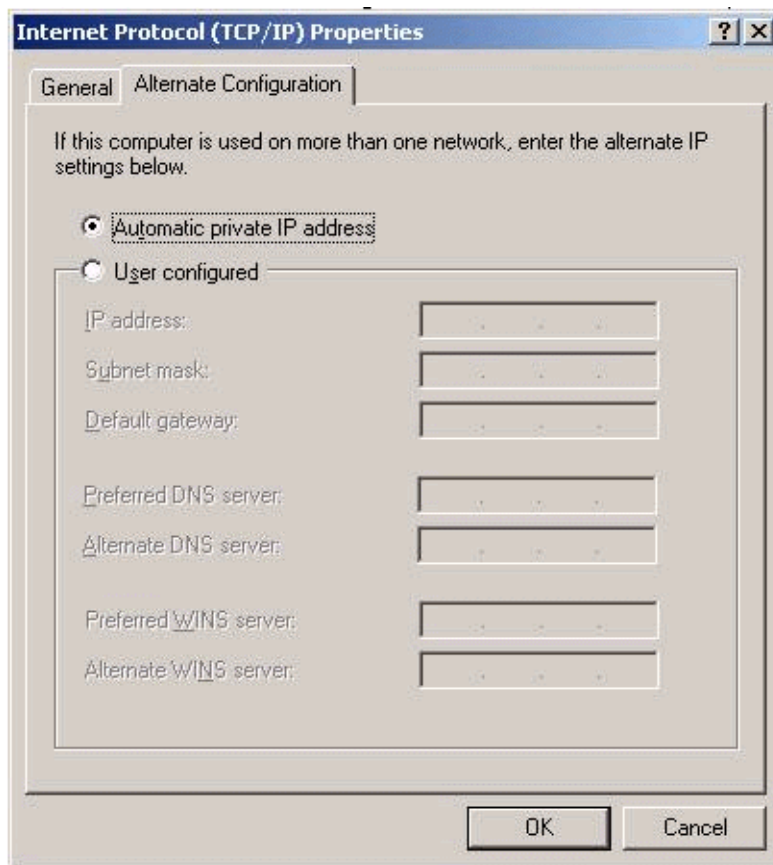 Internet Protocol (TCP/IP) Properties
General
Alternate Configuration
If this computer is used on more than one network, enter the alternate IP
settings below.
Automatic private IP address
User configured
IP address:
Subnet mask:
Default gateway:
Preferred DNS server:
Alternate DNS server:
Preferred WINS server:
Alternate WINS server:
OK
Cancel